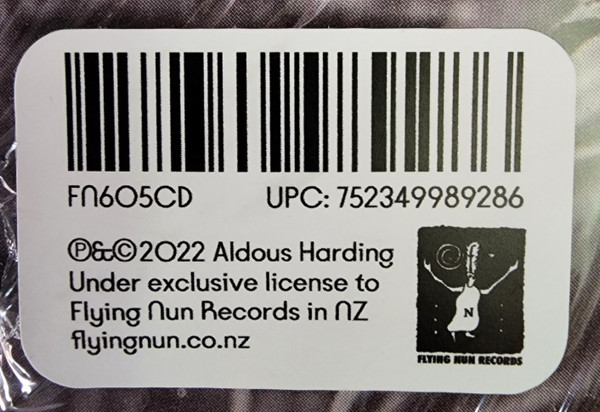 FN605CD UPC: 752349989286
℗&©2022 Aldous Harding
Under exclusive license to
Flying Nun Records in NZ
flyingnun.co.nz
N
FLYING NUN RECORDS